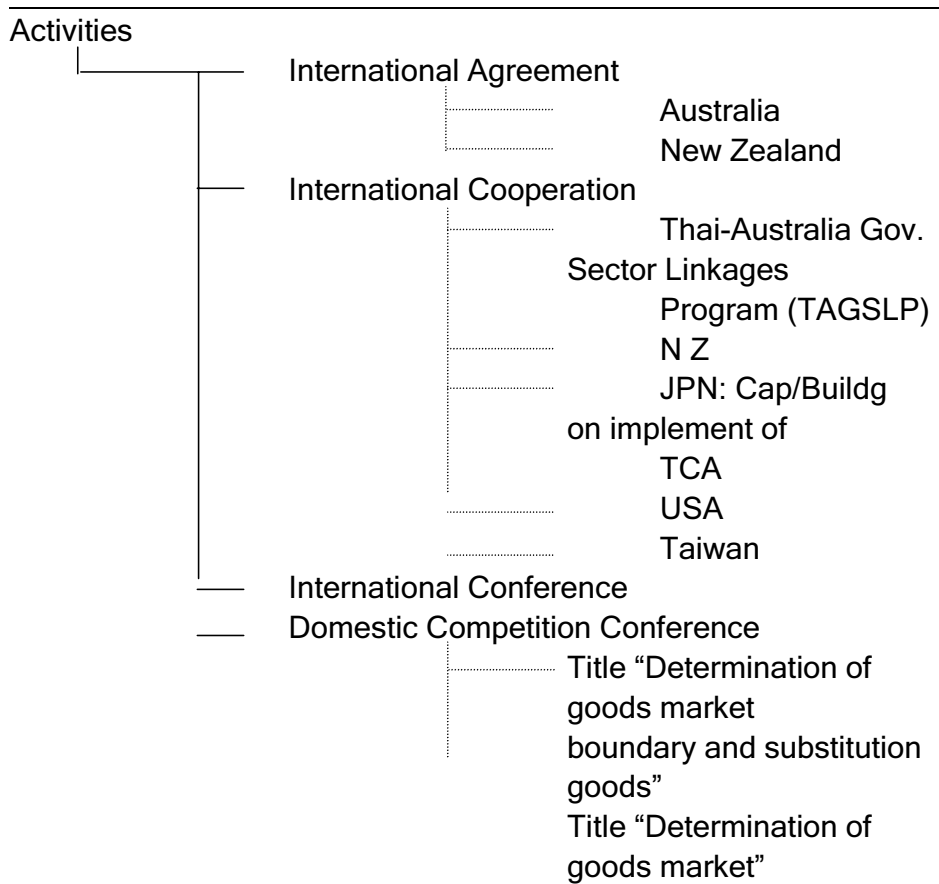 Activities
International Agreement
Australia
New Zealand
International Cooperation
Thai-Australia Gov.
Sector Linkages
Program (TAGSLP)
N Z
JPN: Cap/Buildg
on implement of
TCA
USA
Taiwan
International Conference
Domestic Competition Conference
Title “Determination of
goods market
boundary and substitution
goods”
Title “Determination of
goods market”